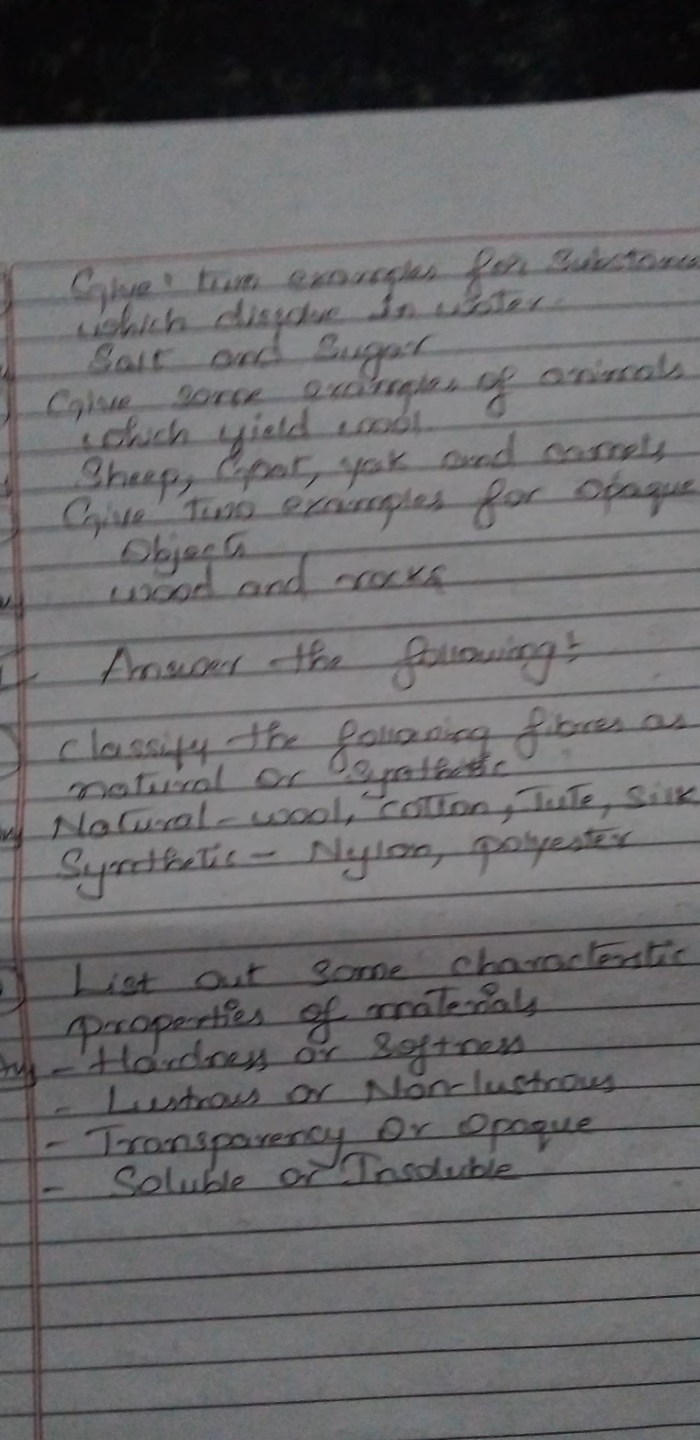 Give two examples for substance
which disolve In water.
Salt and Sugar
Give some examples of animals
which yield wool.
Sheep, Goat, yak and camels
Give two examples for opaque
Objects
wood and rocks
Answer the following:
classify the following fibres as
natural or Synthetic
Natural - wool, cotton, Jute, Silk
Synthetic - Nylon, polyester
List out some characteristic
properties of materials
- Hardness or Softness
- Lustrous or Non-lustrous
- Transparency Or Opaque
- Soluble or Insoluble